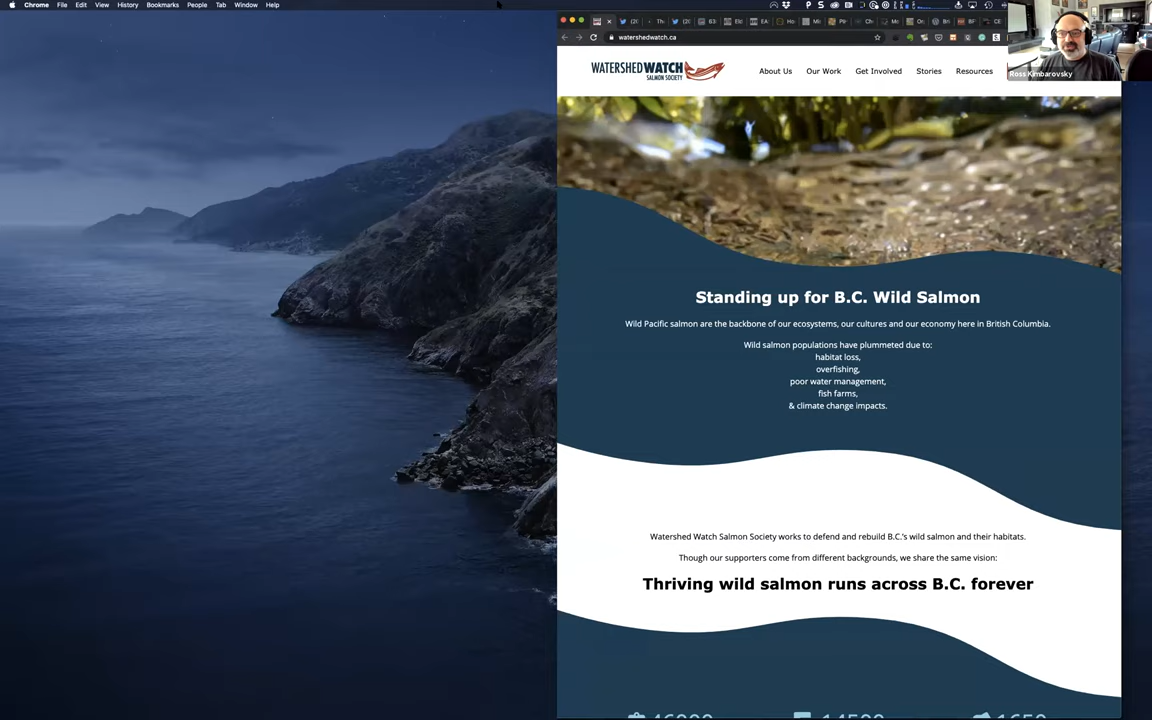 Chrome File Edit View History Bookmarks People Tab Window Help
watershedwatch.ca
Ross Kimbarovsky
WATERSHED WATCH
SALMON SOCIETY
About Us Our Work Get Involved Stories Resources
Standing up for B.C. Wild Salmon
Wild Pacific salmon are the backbone of our ecosystems, our cultures and our economy here in British Columbia.
Wild salmon populations have plummeted due to:
habitat loss,
overfishing,
poor water management,
fish farms,
& climate change impacts.
Watershed Watch Salmon Society works to defend and rebuild B.C.'s wild salmon and their habitats.
Though our supporters come from different backgrounds, we share the same vision:
Thriving wild salmon runs across B.C. forever